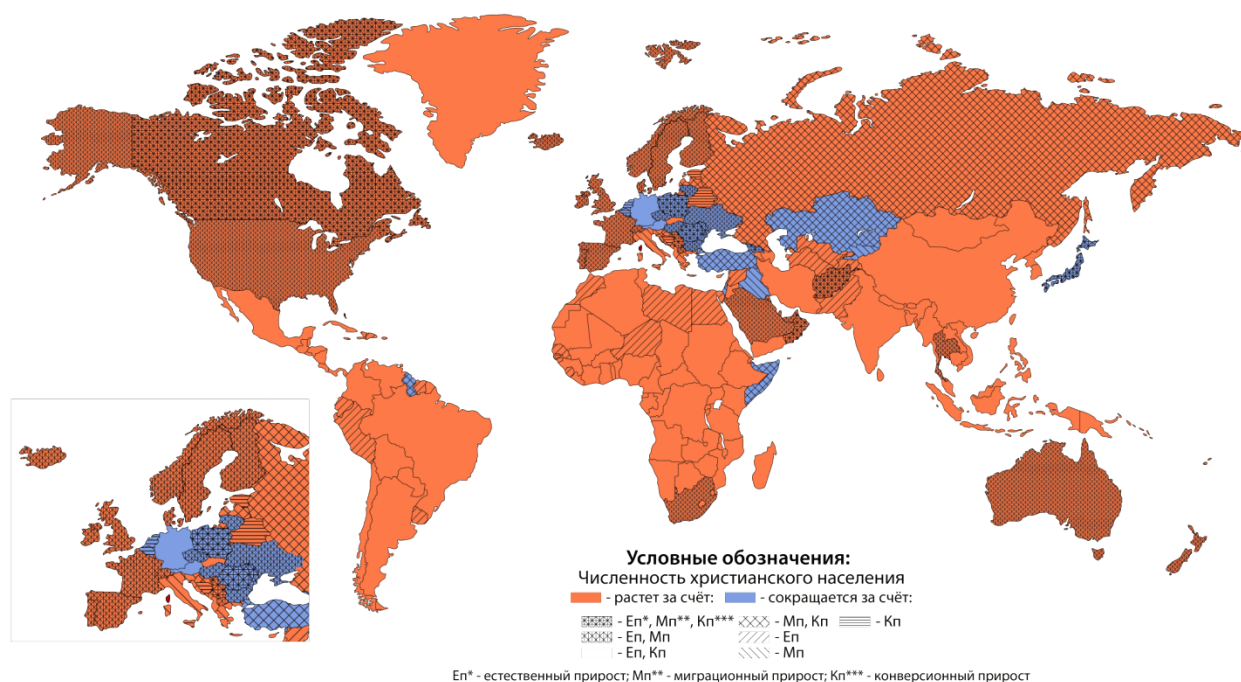 Условные обозначения:
Численность христианского населения
- растет за счёт: - сокращается за счёт:
- Еп*, Мп**, Кп*** - Мп, Кп - Кп
- Еп, Мп - Еп
- Еп, Кп - Мп
Еп* - естественный прирост; Мп** - миграционный прирост; Кп*** - конверсионный прирост